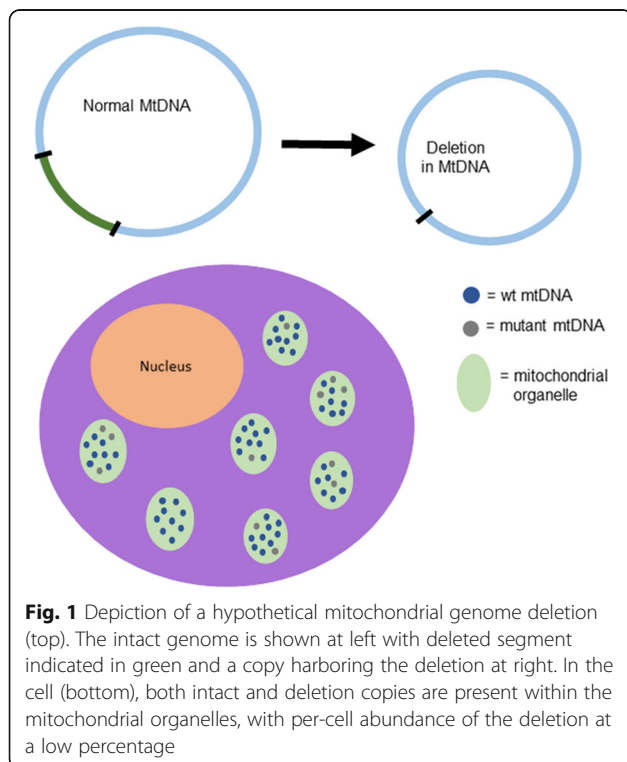 Normal MtDNA
Deletion
in MtDNA
= wt mtDNA
= mutant mtDNA
= mitochondrial
organelle
Nucleus
Fig. 1 Depiction of a hypothetical mitochondrial genome deletion
(top). The intact genome is shown at left with deleted segment
indicated in green and a copy harboring the deletion at right. In the
cell (bottom), both intact and deletion copies are present within the
mitochondrial organelles, with per-cell abundance of the deletion at
a low percentage